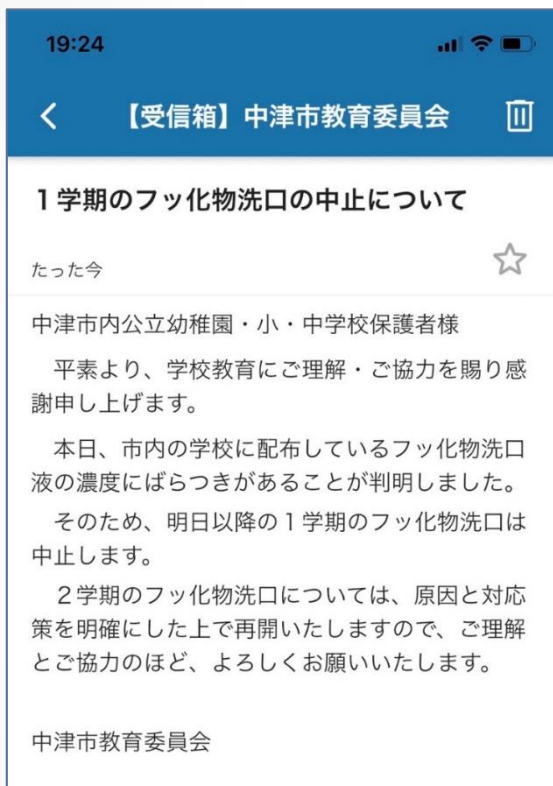 19:24
【受信箱】中津市教育委員会
1学期のフッ化物洗口の中止について
たった今
中津市内公立幼稚園・小・中学校保護者様
　平素より、学校教育にご理解・ご協力を賜り感
謝申し上げます。
　本日、市内の学校に配布しているフッ化物洗口
液の濃度にばらつきがあることが判明しました。
　そのため、明日以降の1学期のフッ化物洗口は
中止します。
　2学期のフッ化物洗口については、原因と対応
策を明確にした上で再開いたしますので、ご理解
とご協力のほど、よろしくお願いいたします。
中津市教育委員会